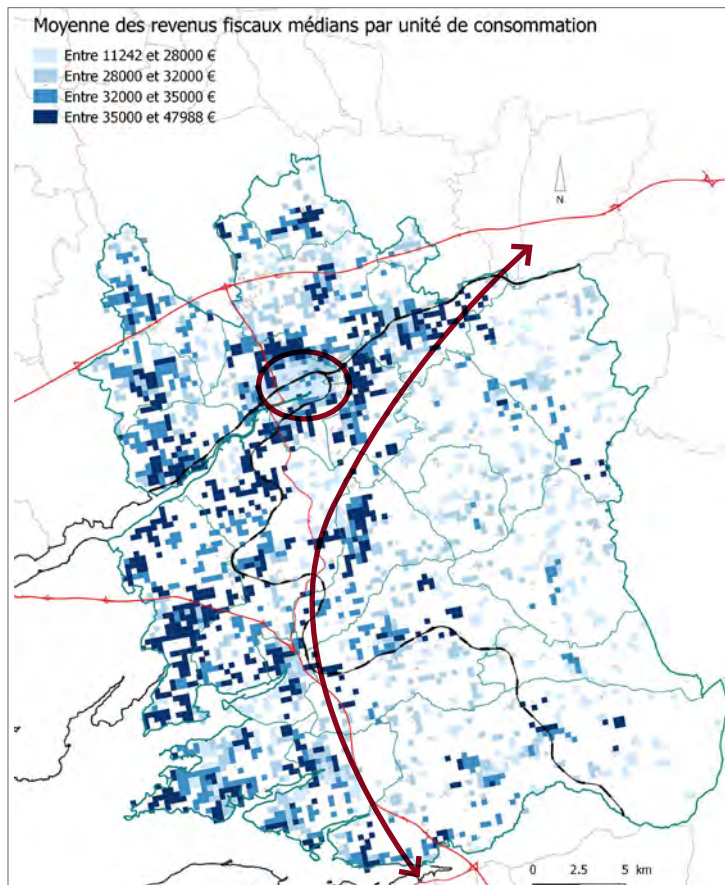 Moyenne des revenus fiscaux médians par unité de consommation
Entre 11242 et 28000 €
Entre 28000 et 32000 €
Entre 32000 et 35000 €
Entre 35000 et 47988 €
N
0 2.5 5 km